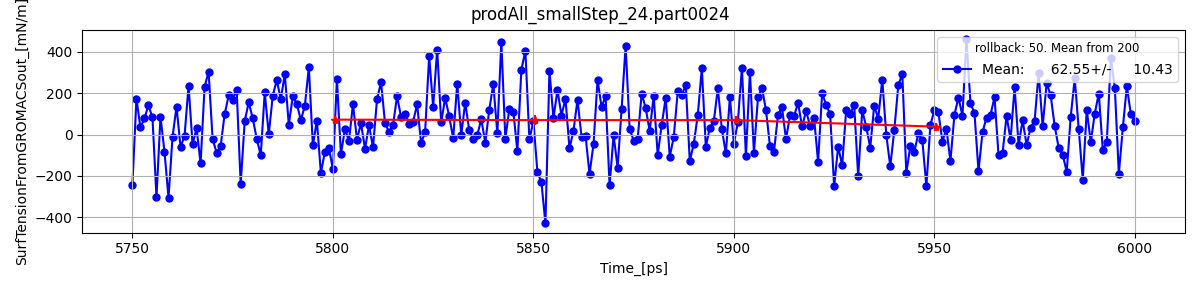 prodAll_smallStep_24.part0024
SurfTensionFromGROMACSout_[mN/m]
400
200
0
−200
−400
rollback: 50. Mean from 200
Mean: 62.55+/- 10.43
5750 5800 5850 5900 5950 6000
Time_[ps]